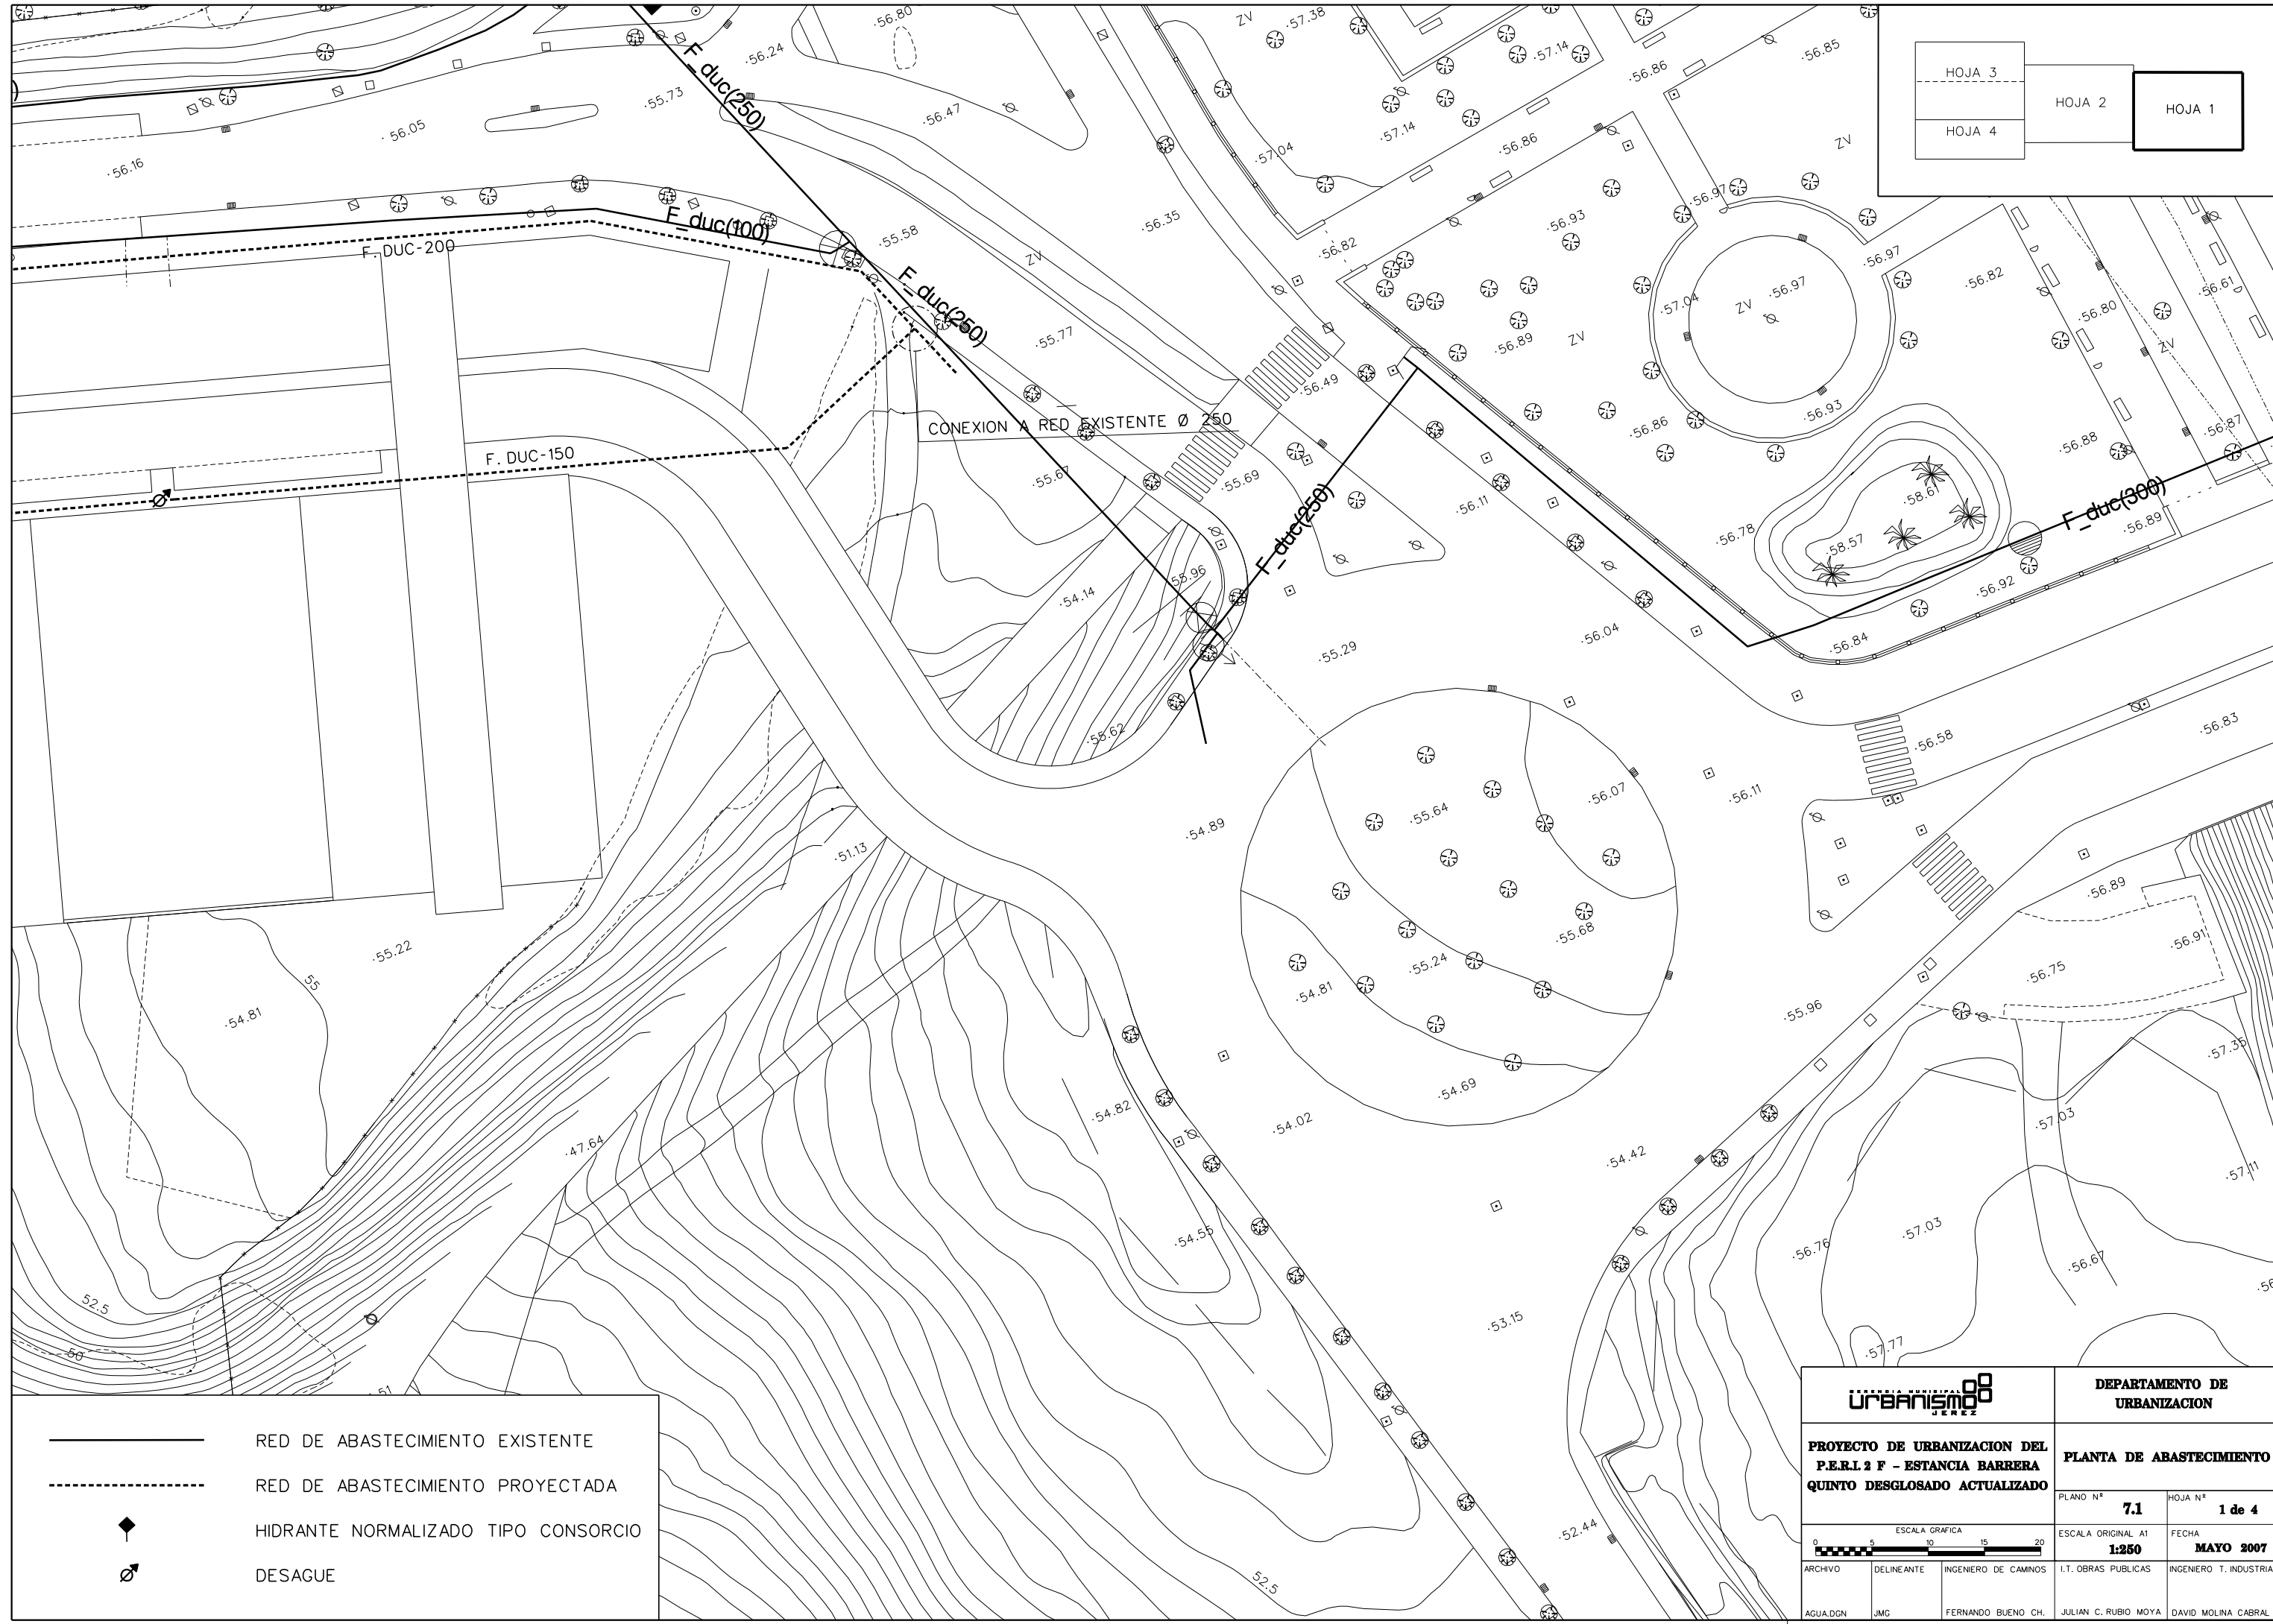 56.80
56.24
55.73
56.47
56.05
56.16
F_duc(250)
ZV
57.38
57.14
56.86
56.85
57.14
57.04
56.86
ZV
HOJA 3
HOJA 4
HOJA 2
HOJA 1
F. DUC-200
F_duc(100)
55.58
56.35
ZV
56.82
56.93
56.97
56.97
56.82
56.61
F_duc(250)
55.77
56.49
56.89
ZV
57.04
ZV
56.97
56.80
ZV
CONEXION A RED EXISTENTE Ø 250
56.86
56.93
56.88
56.87
F. DUC-150
55.67
55.69
F_duc(250)
56.11
56.78
58.61
58.57
F_duc(300)
56.89
54.14
55.96
56.92
56.04
56.84
55.29
55.62
56.58
56.83
56.07
56.11
55.64
54.89
51.13
56.89
56.91
55.22
55
54.81
55.68
55.24
54.81
56.75
55.96
57.35
54.69
54.82
54.02
57.03
47.64
54.42
57.11
54.55
56.76
57.03
56.67
52.5
50
53.15
57.77
51
52.44
52.5
RED DE ABASTECIMIENTO EXISTENTE
RED DE ABASTECIMIENTO PROYECTADA
HIDRANTE NORMALIZADO TIPO CONSORCIO
DESAGUE
GERENCIA MUNICIPAL
URBANISMO
JEREZ
DEPARTAMENTO DE
URBANIZACION
PROYECTO DE URBANIZACION DEL
P.E.R.I. 2 F - ESTANCIA BARRERA
QUINTO DESGLOSADO ACTUALIZADO
PLANTA DE ABASTECIMIENTO
PLANO Nº
7.1
HOJA Nº
1 de 4
ESCALA GRAFICA
0 5 10 15 20
ESCALA ORIGINAL A1
1:250
FECHA
MAYO 2007
ARCHIVO
AGUA.DGN
DELINEANTE
JMG
INGENIERO DE CAMINOS
FERNANDO BUENO CH.
I.T. OBRAS PUBLICAS
JULIAN C. RUBIO MOYA
INGENIERO T. INDUSTRIA
DAVID MOLINA CABRAL